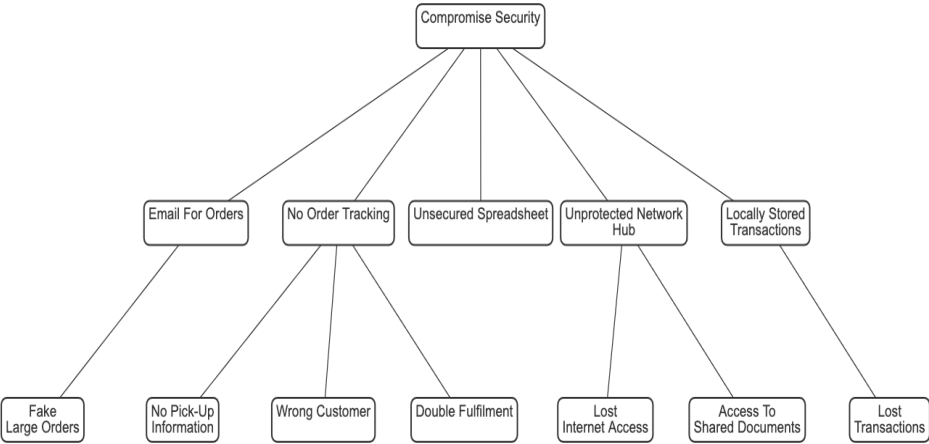 Compromise Security
Email For Orders
No Order Tracking
Unsecured Spreadsheet
Unprotected Network
Hub
Locally Stored
Transactions
Fake
Large Orders
No Pick-Up
Information
Wrong Customer
Double Fulfilment
Lost
Internet Access
Access To
Shared Documents
Lost
Transactions